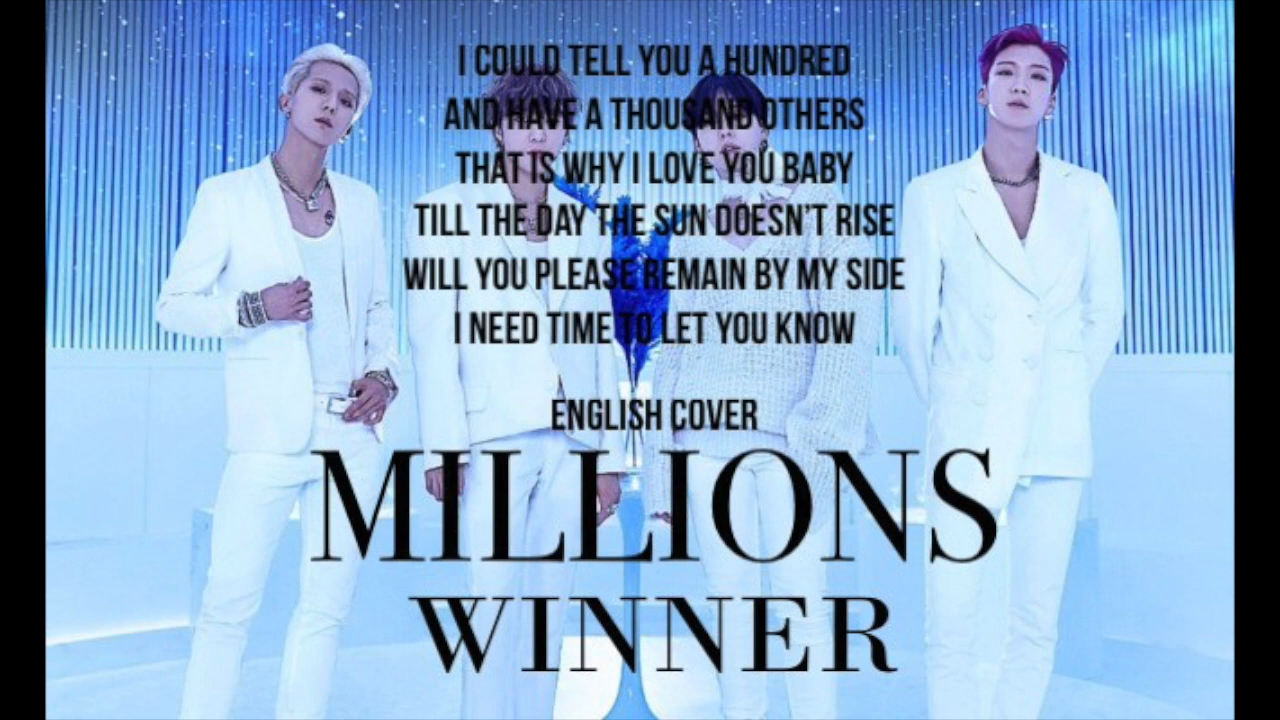 I COULD TELL YOU A HUNDRED
AND HAVE A THOUSAND OTHERS
THAT IS WHY I LOVE YOU BABY
TILL THE DAY THE SUN DOESN'T RISE
WILL YOU PLEASE REMAIN BY MY SIDE
I NEED TIME TO LET YOU KNOW
ENGLISH COVER
MILLIONS
WINNER